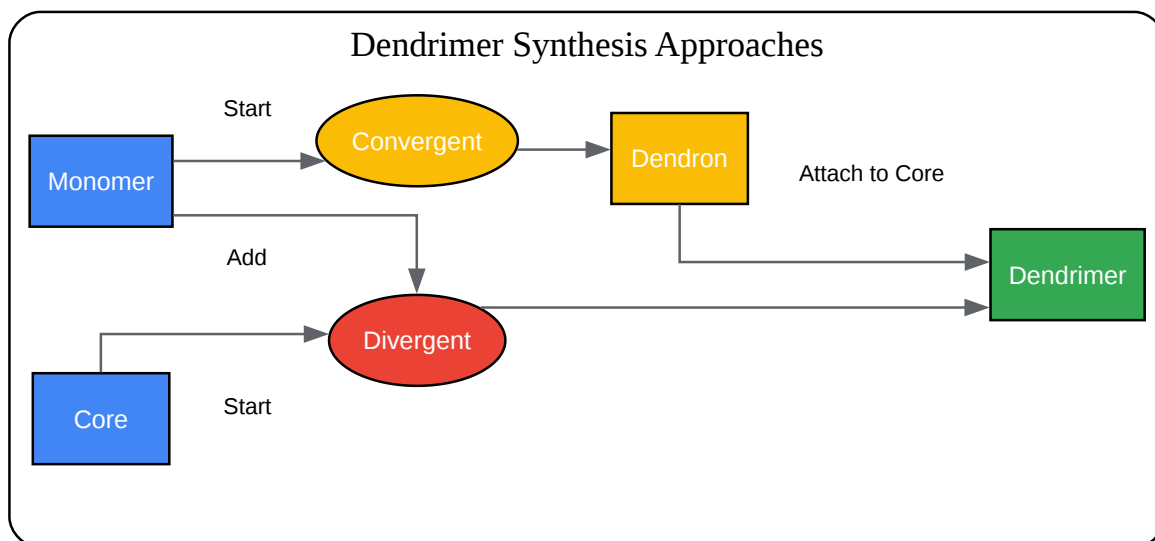 Dendrimer Synthesis Approaches
Start
Convergent
Dendron
Monomer
Attach to Core
Add
Dendrimer
Divergent
Core
Start